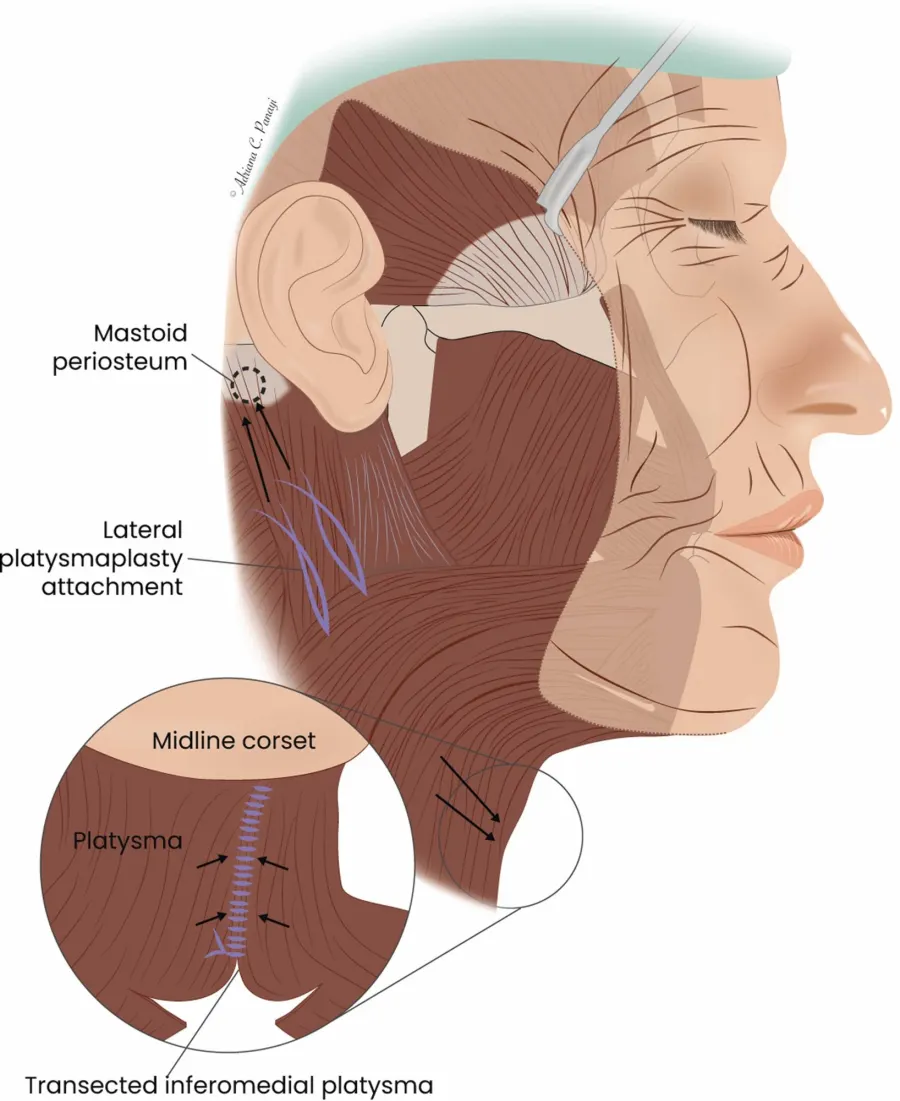 © Adriana C. Panayi
Mastoid
periosteum
Lateral
platysmaplasty
attachment
Midline corset
Platysma
Transected inferomedial platysma